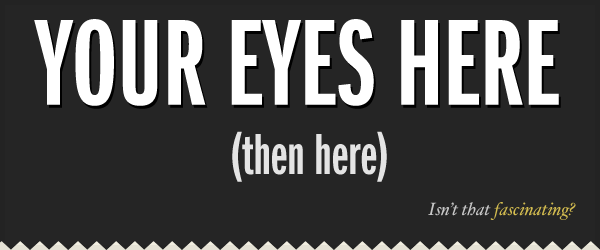 YOUR EYES HERE
(then here)
Isn't that fascinating?